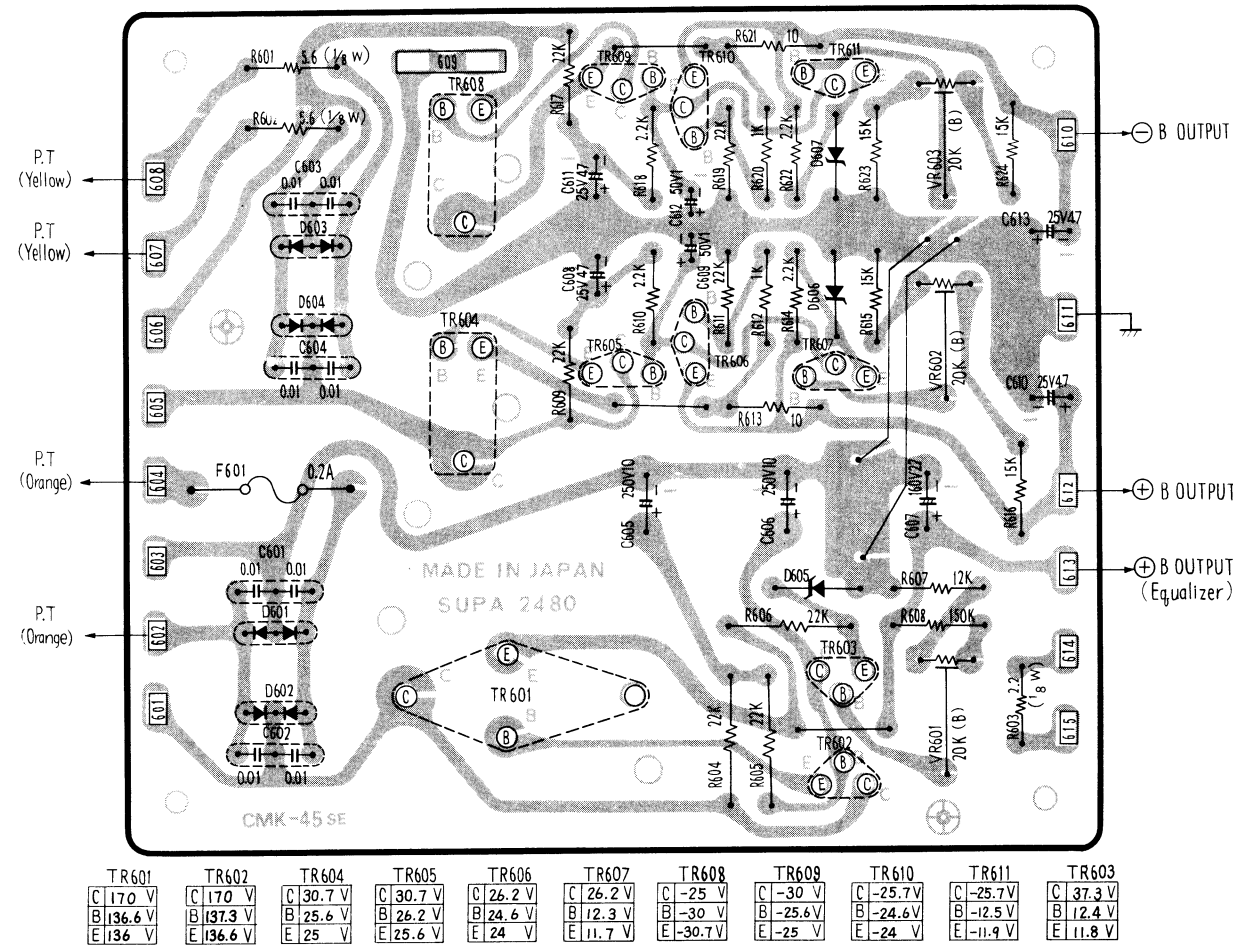 R601 5.6 (⅛ W)
R602 5.6 (⅛ W)
609
TR608
B E
B
C
C
22K
R617
TR609
E C B
B
TR610
E
C
B
R621 10
TR611
B C E
E
B
610
⊖ B OUTPUT
P.T
(Yellow)
608
C603
0.01 0.01
D603
C611
25V47
2.2K
R618
50V1
C612
22K
R619
1K
R620
2.2K
R622
D607
15K
R623
VR603
20K (B)
15K
R624
C613 25V47
P.T
(Yellow)
607
606
D604
C604
0.01 0.01
605
TR604
B E
B E
C
C
C608
25V47
2.2K
R610
C609
50V1
22K
R611
1K
R612
2.2K
R614
D606
15K
R615
611
22K
R609
TR605
E C B
TR606
B
C
E
TR607
B C E
VR602
20K (B)
C610 25V47
R613 10
P.T
(Orange)
604
F601 0.2A
250V10
C605
250V10
C606
160V22
C607
15K
R616
612
⊕ B OUTPUT
603
C601
0.01 0.01
D601
MADE IN JAPAN
SUPA 2480
D605
R607 12K
613
⊕ B OUTPUT
(Equalizer)
P.T
(Orange)
602
R606 22K
R608 150K
614
601
D602
C602
0.01 0.01
TR601
E
E
C
C
B
B
TR603
C B E
VR601
20K (B)
2.2
(⅛ W)
R603
615
22K
R604
22K
R605
TR602
E B C
CMK-45 SE
TR601 TR602 TR604 TR605 TR606 TR607 TR608 TR609 TR610 TR611 TR603
C 170 V C 170 V C 30.7 V C 30.7 V C 26.2 V C 26.2 V C -25 V C -30 V C -25.7 V C -25.7 V C 37.3 V
B 136.6 V B 137.3 V B 25.6 V B 26.2 V B 24.6 V B 12.3 V B -30 V B -25.6 V B -24.6 V B -12.5 V B 12.4 V
E 136 V E 136.6 V E 25 V E 25.6 V E 24 V E 11.7 V E -30.7 V E -25 V E -24 V E -11.9 V E 11.8 V